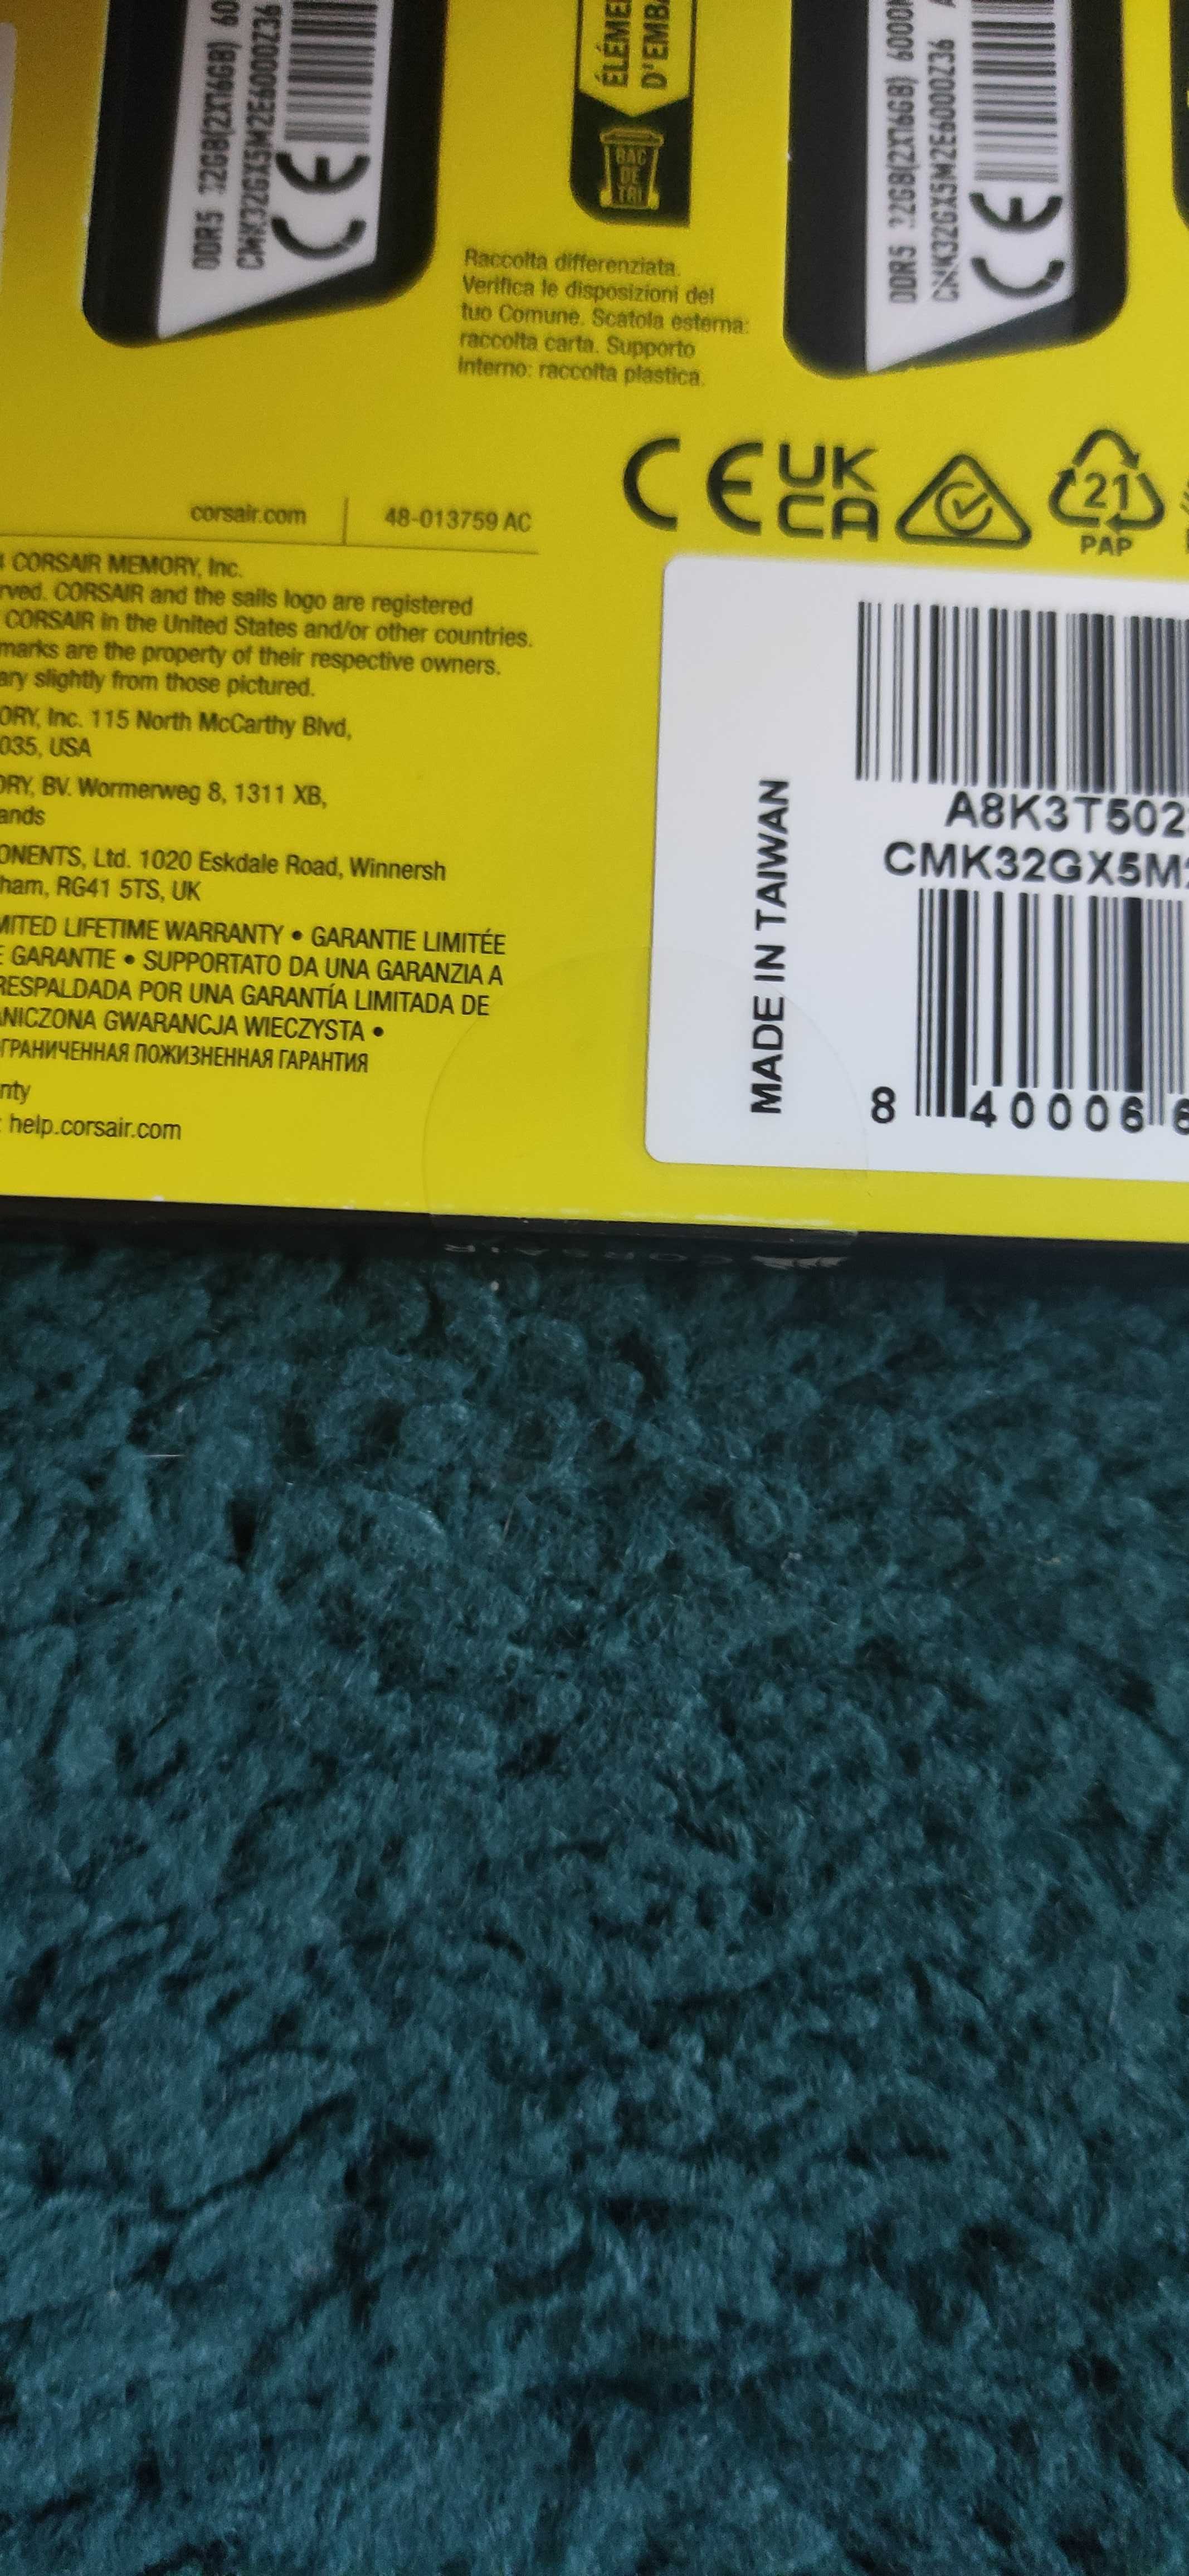 DDR5 32GB(2X16GB) 60
CMK32GX5M2E6000Z36
CE
ÉLÉME
D'EMBA
BAC
DE
TRI
DDR5 32GB(2X16GB) 6000
CMK32GX5M2E6000Z36 A
CE
Raccolta differenziata.
Verifica le disposizioni del
tuo Comune. Scatola esterna:
raccolta carta. Supporto
Interno: raccolta plastica.
CE UK
CA
21
PAP
corsair.com | 48-013759 AC
CORSAIR MEMORY, Inc.
rved. CORSAIR and the sails logo are registered
CORSAIR in the United States and/or other countries.
marks are the property of their respective owners.
ary slightly from those pictured.
ORY, Inc. 115 North McCarthy Blvd,
035, USA
ORY, BV. Wormerweg 8, 1311 XB,
ands
ONENTS, Ltd. 1020 Eskdale Road, Winnersh
ham, RG41 5TS, UK
MITED LIFETIME WARRANTY • GARANTIE LIMITÉE
E GARANTIE • SUPPORTATO DA UNA GARANZIA A
RESPALDADA POR UNA GARANTÍA LIMITADA DE
ANICZONA GWARANCJA WIECZYSTA •
ГРАНИЧЕННАЯ ПОЖИЗНЕННАЯ ГАРАНТИЯ
nty
: help.corsair.com
MADE IN TAIWAN
A8K3T502
CMK32GX5M2
8 40006 6
CORSAIR